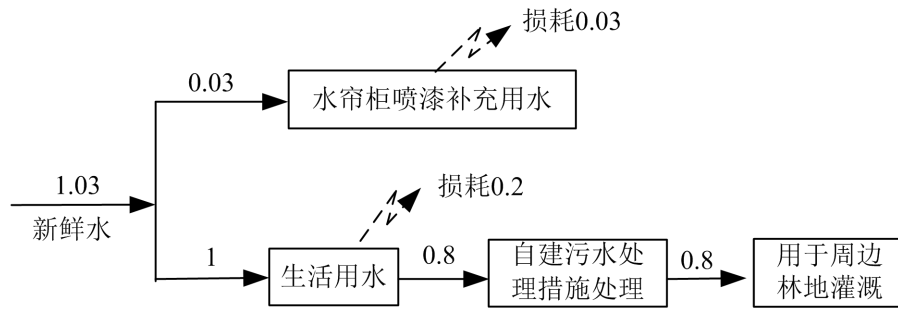 损耗0.03
0.03
水帘柜喷漆补充用水
1.03
新鲜水
损耗0.2
1
生活用水
0.8
自建污水处
理措施处理
0.8
用于周边
林地灌溉